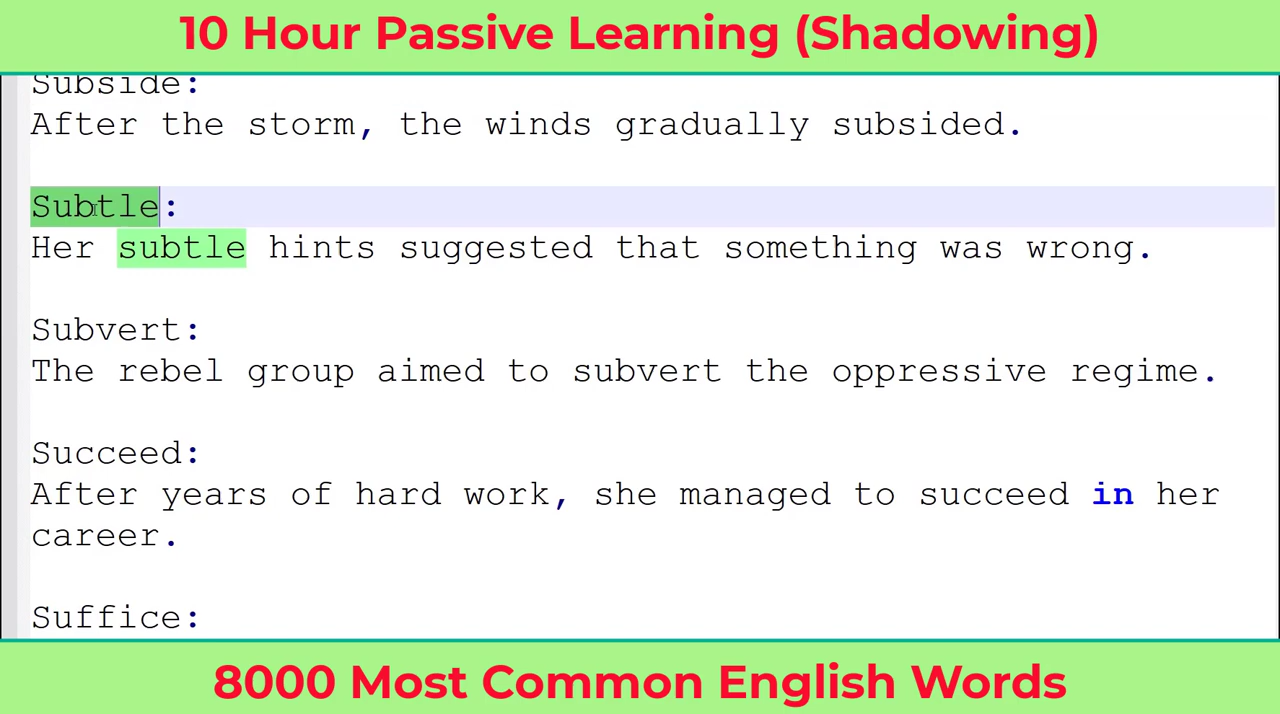 10 Hour Passive Learning (Shadowing)
Subside:
After the storm, the winds gradually subsided.
Subtle:
Her subtle hints suggested that something was wrong.
Subvert:
The rebel group aimed to subvert the oppressive regime.
Succeed:
After years of hard work, she managed to succeed in her
career.
Suffice:
8000 Most Common English Words